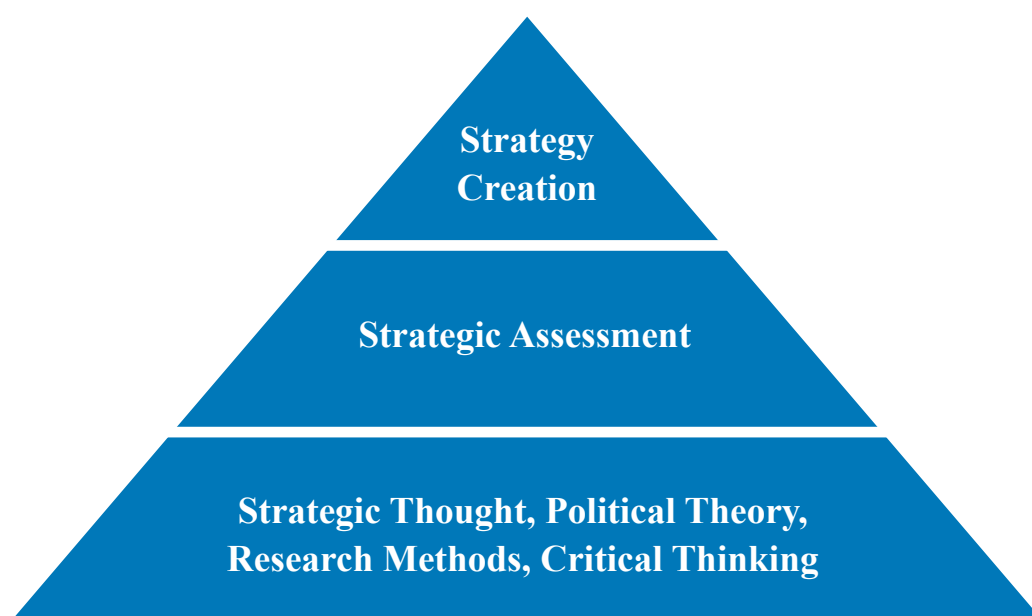 Strategy
Creation
Strategic Assessment
Strategic Thought, Political Theory,
Research Methods, Critical Thinking